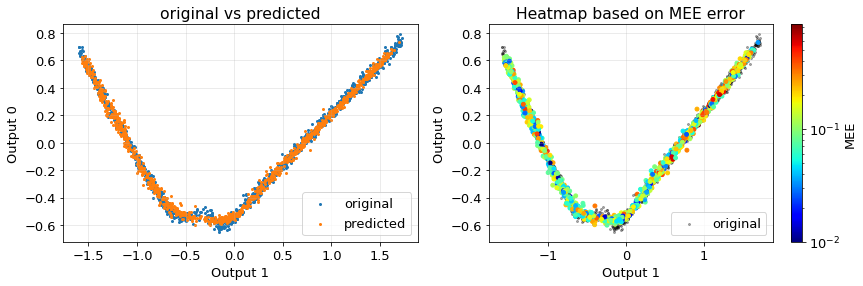 original vs predicted
Output 0
0.8
0.6
0.4
0.2
0.0
−0.2
−0.4
−0.6
−1.5
−1.0
−0.5
0.0
0.5
1.0
1.5
Output 1
original
predicted
Heatmap based on MEE error
Output 0
0.8
0.6
0.4
0.2
0.0
−0.2
−0.4
−0.6
−1
0
1
Output 1
original
10⁻¹
10⁻²
MEE